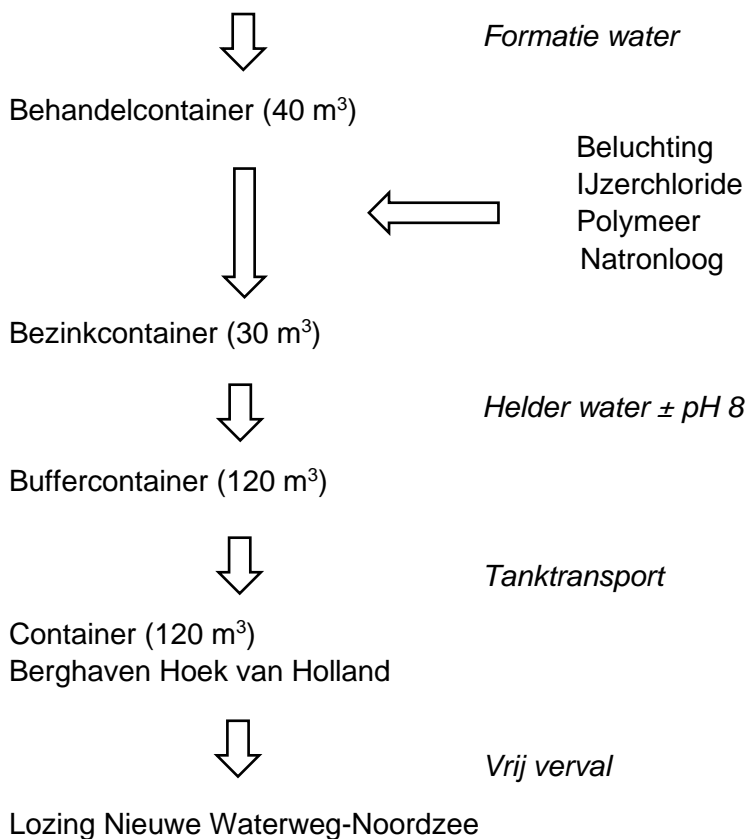 Formatie water
Behandelcontainer (40 m³)
Beluchting
IJzerchloride
Polymeer
Natronloog
Bezinkcontainer (30 m³)
Helder water ± pH 8
Buffercontainer (120 m³)
Tanktransport
Container (120 m³)
Berghaven Hoek van Holland
Vrij verval
Lozing Nieuwe Waterweg-Noordzee